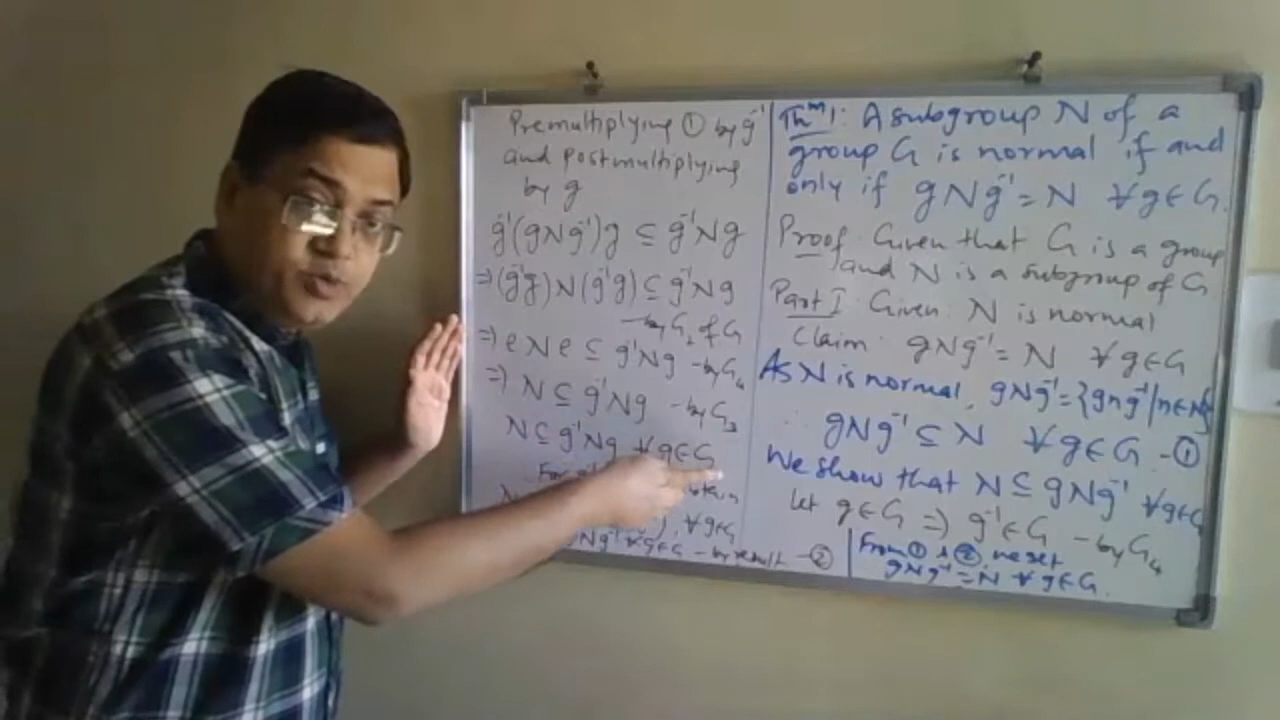 Premultiplying ① by g⁻¹
and postmultiplying
by g
g⁻¹(gNg⁻¹)g ⊆ g⁻¹Ng
⇒(g⁻¹g)N(g⁻¹g) ⊆ g⁻¹Ng
- by G₂ of G
⇒ e N e ⊆ g⁻¹Ng - by G₄
⇒ N ⊆ g⁻¹Ng - by G₃
N ⊆ g⁻¹Ng ∀g∈G
For
), ∀g∈G
Ng⁻¹ ∀g∈G - by result -②
Thᵐ1: A subgroup N of a
group G is normal if and
only if gNg⁻¹ = N ∀g∈G.
Proof: Given that G is a group
and N is a subgroup of G
Part I: Given: N is normal
Claim: gNg⁻¹ = N ∀g∈G
As N is normal, gNg⁻¹={gng⁻¹|n∈N}
∴ gNg⁻¹ ⊆ N ∀g∈G -①
We show that N ⊆ gNg⁻¹ ∀g∈G
let g∈G ⇒ g⁻¹∈G - by G₄
From ① & ② we get
gNg⁻¹ = N ∀g∈G.